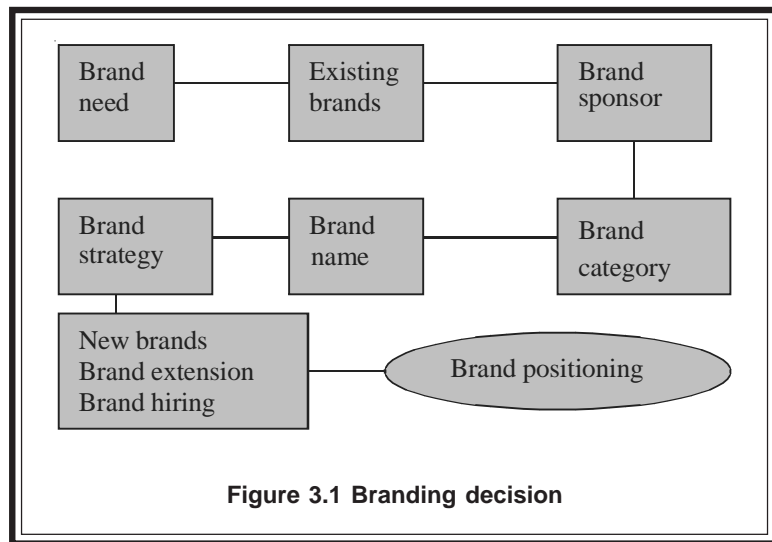 Brand
need
Existing
brands
Brand
sponsor
Brand
strategy
Brand
name
Brand
category
New brands
Brand extension
Brand hiring
Brand positioning
Figure 3.1 Branding decision